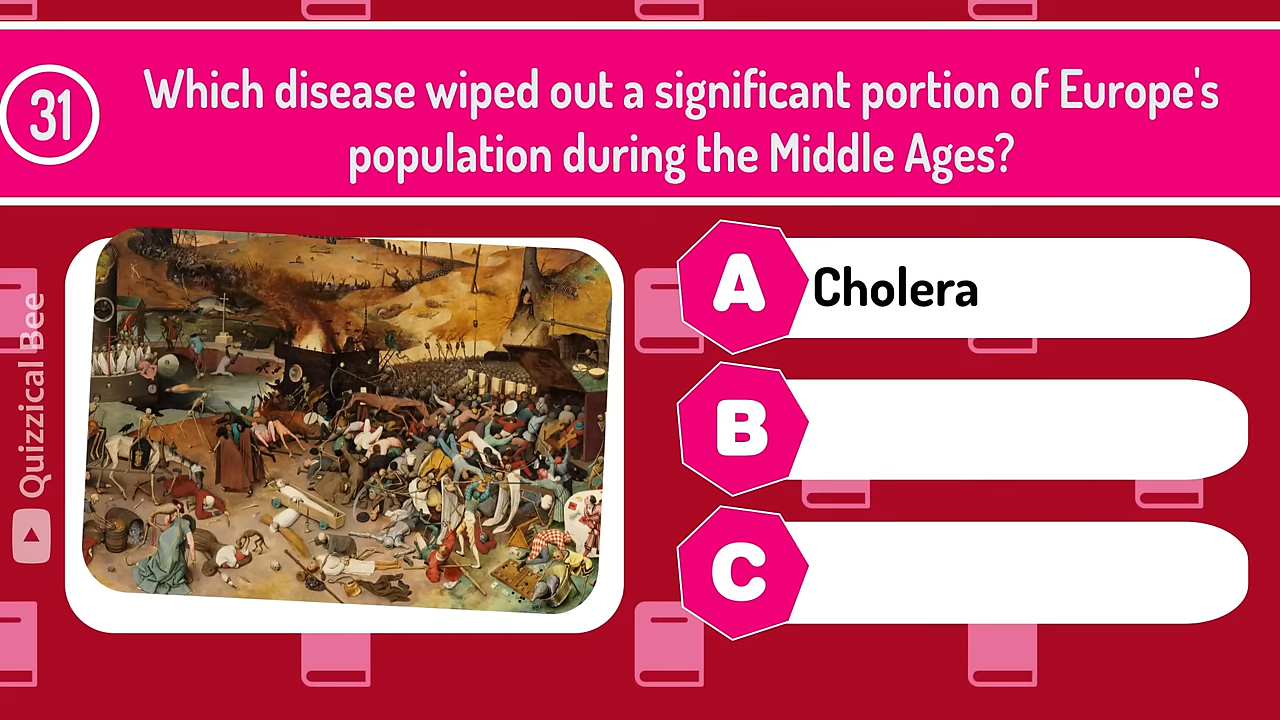 31
Which disease wiped out a significant portion of Europe's
population during the Middle Ages?
A
Cholera
B
C
Quizzical Bee